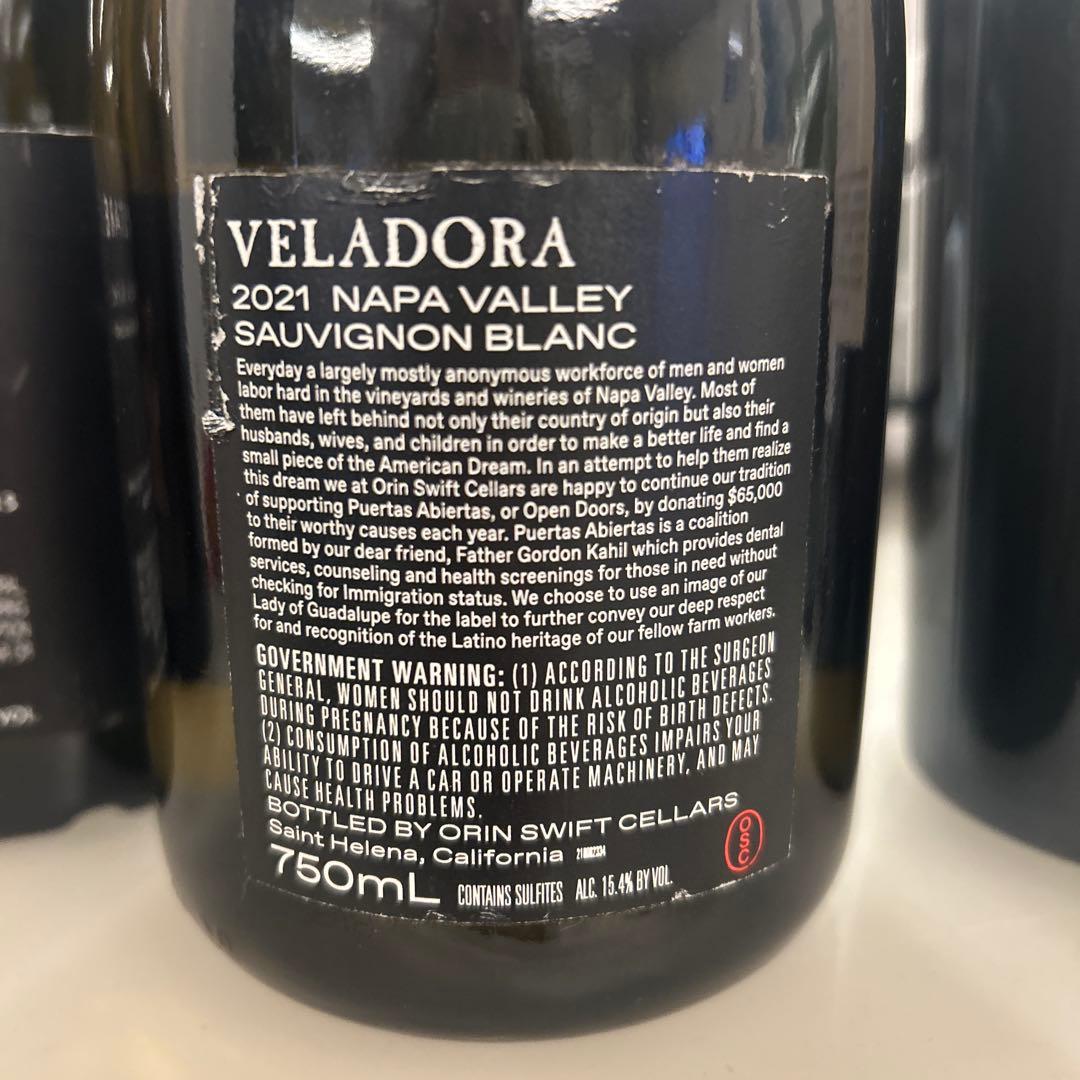 VELADORA
2021 NAPA VALLEY
SAUVIGNON BLANC
Everyday a largely mostly anonymous workforce of men and women
labor hard in the vineyards and wineries of Napa Valley. Most of
them have left behind not only their country of origin but also their
husbands, wives, and children in order to make a better life and find a
small piece of the American Dream. In an attempt to help them realize
this dream we at Orin Swift Cellars are happy to continue our tradition
of supporting Puertas Abiertas, or Open Doors, by donating $65,000
to their worthy causes each year. Puertas Abiertas is a coalition
formed by our dear friend, Father Gordon Kahil which provides dental
services, counseling and health screenings for those in need without
checking for Immigration status. We choose to use an image of our
Lady of Guadalupe for the label to further convey our deep respect
for and recognition of the Latino heritage of our fellow farm workers.
GOVERNMENT WARNING: (1) ACCORDING TO THE SURGEON
GENERAL, WOMEN SHOULD NOT DRINK ALCOHOLIC BEVERAGES
DURING PREGNANCY BECAUSE OF THE RISK OF BIRTH DEFECTS.
(2) CONSUMPTION OF ALCOHOLIC BEVERAGES IMPAIRS YOUR
ABILITY TO DRIVE A CAR OR OPERATE MACHINERY, AND MAY
CAUSE HEALTH PROBLEMS.
BOTTLED BY ORIN SWIFT CELLARS
Saint Helena, California
OSC
750mL CONTAINS SULFITES ALC. 15.4% BY VOL.